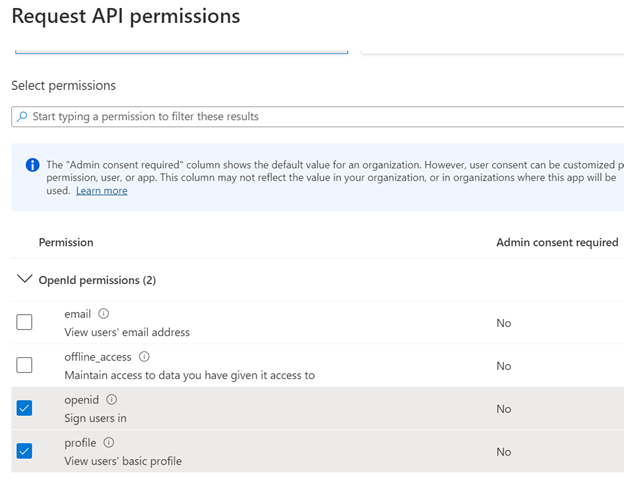 Request API permissions
Select permissions
Start typing a permission to filter these results
The "Admin consent required" column shows the default value for an organization. However, user consent can be customized p
permission, user, or app. This column may not reflect the value in your organization, or in organizations where this app will be
used. Learn more
Permission Admin consent required
OpenId permissions (2)
email
View users' email address No
offline_access
Maintain access to data you have given it access to No
openid
Sign users in No
profile
View users' basic profile No